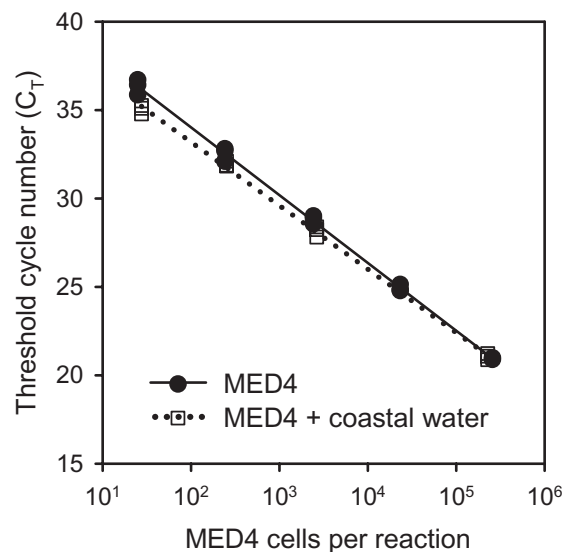 40
35
30
25
20
15
Threshold cycle number (C_T)
MED4
MED4 + coastal water
10¹ 10² 10³ 10⁴ 10⁵ 10⁶
MED4 cells per reaction